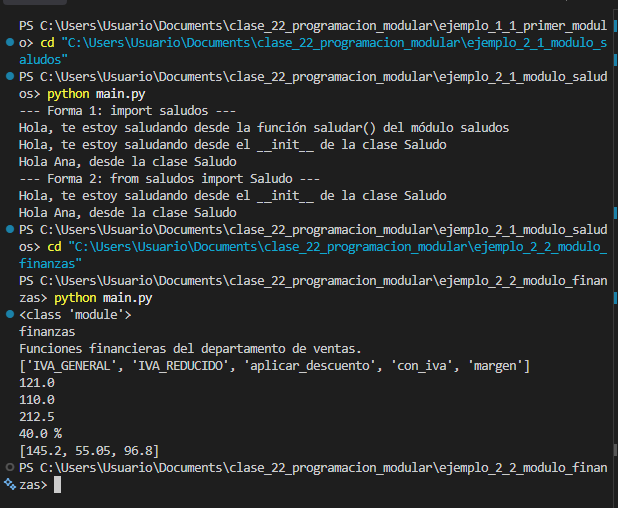 PS C:\Users\Usuario\Documents\clase_22_programacion_modular\ejemplo_1_1_primer_modul
o> cd "C:\Users\Usuario\Documents\clase_22_programacion_modular\ejemplo_2_1_modulo_s
aludos"
PS C:\Users\Usuario\Documents\clase_22_programacion_modular\ejemplo_2_1_modulo_salud
os> python main.py
--- Forma 1: import saludos ---
Hola, te estoy saludando desde la función saludar() del módulo saludos
Hola, te estoy saludando desde el __init__ de la clase Saludo
Hola Ana, desde la clase Saludo
--- Forma 2: from saludos import Saludo ---
Hola, te estoy saludando desde el __init__ de la clase Saludo
Hola Ana, desde la clase Saludo
PS C:\Users\Usuario\Documents\clase_22_programacion_modular\ejemplo_2_1_modulo_salud
os> cd "C:\Users\Usuario\Documents\clase_22_programacion_modular\ejemplo_2_2_modulo_
finanzas"
PS C:\Users\Usuario\Documents\clase_22_programacion_modular\ejemplo_2_2_modulo_finan
zas> python main.py
<class 'module'>
finanzas
Funciones financieras del departamento de ventas.
['IVA_GENERAL', 'IVA_REDUCIDO', 'aplicar_descuento', 'con_iva', 'margen']
121.0
110.0
212.5
40.0 %
[145.2, 55.05, 96.8]
PS C:\Users\Usuario\Documents\clase_22_programacion_modular\ejemplo_2_2_modulo_finan
zas>